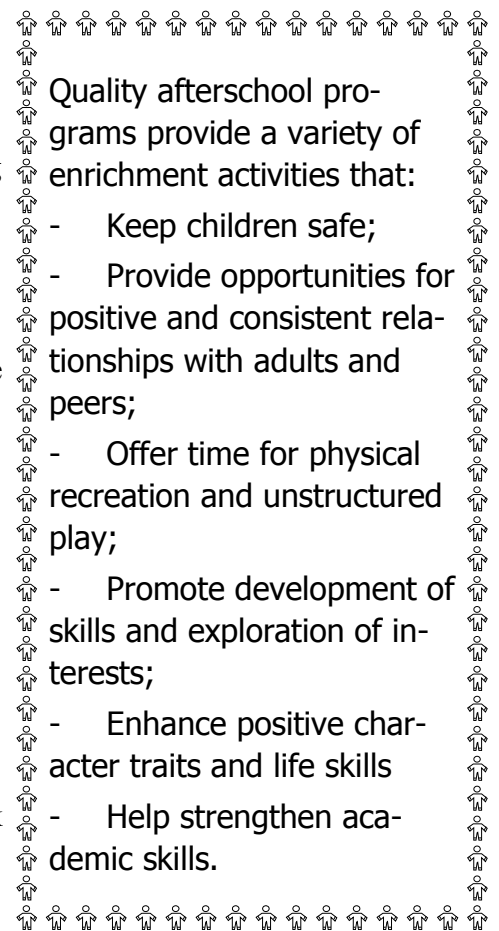 Quality afterschool pro-
grams provide a variety of
enrichment activities that:
- Keep children safe;
- Provide opportunities for
positive and consistent rela-
tionships with adults and
peers;
- Offer time for physical
recreation and unstructured
play;
- Promote development of
skills and exploration of in-
terests;
- Enhance positive char-
acter traits and life skills
- Help strengthen aca-
demic skills.